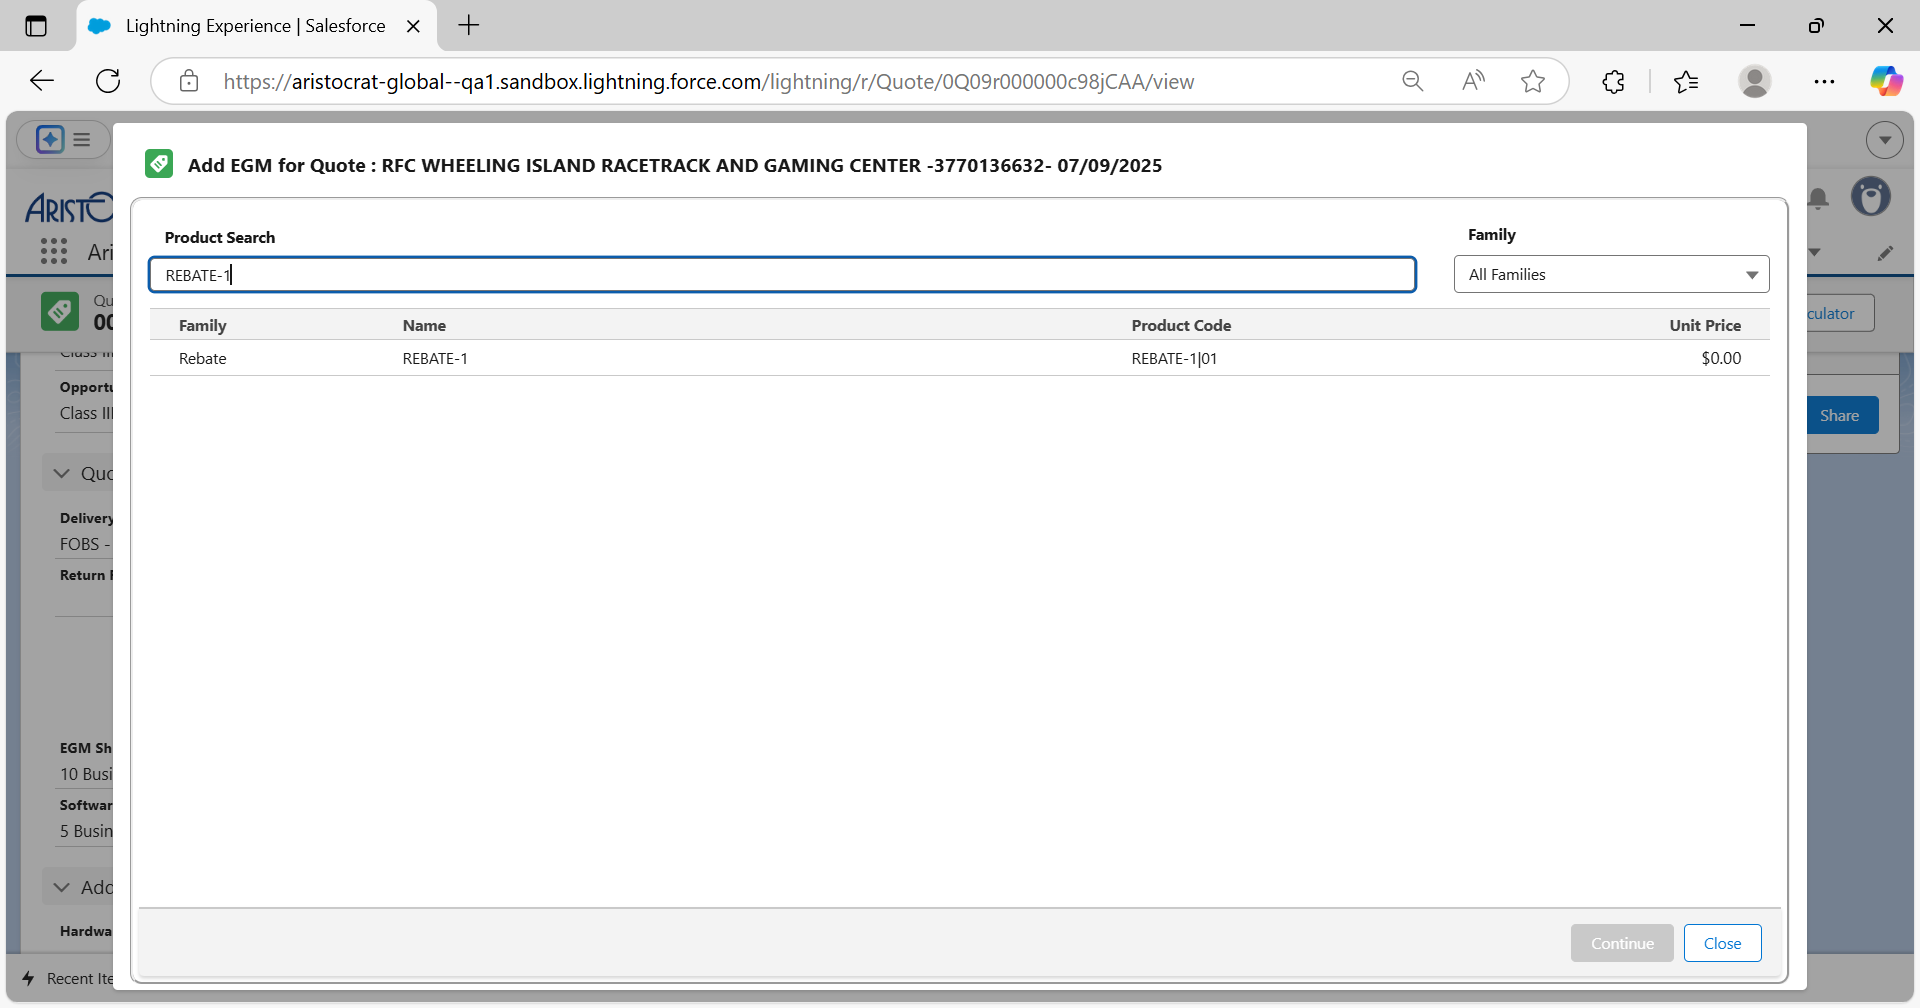 Lightning Experience | Salesforce
https://aristocrat-global--qa1.sandbox.lightning.force.com/lightning/r/Quote/0Q09r000000c98jCAA/view
Add EGM for Quote : RFC WHEELING ISLAND RACETRACK AND GAMING CENTER -3770136632- 07/09/2025
ARISTO
Ari
Product Search
Family
REBATE-1
All Families
Family Name Product Code Unit Price
Rebate REBATE-1 REBATE-1|01 $0.00
Qu
00
culator
Opportu
Class III
Share
Quo
Delivery
FOBS -
Return
EGM Sh
10 Busi
Softwar
5 Busin
Add
Hardwa
Continue
Close
Recent Ite